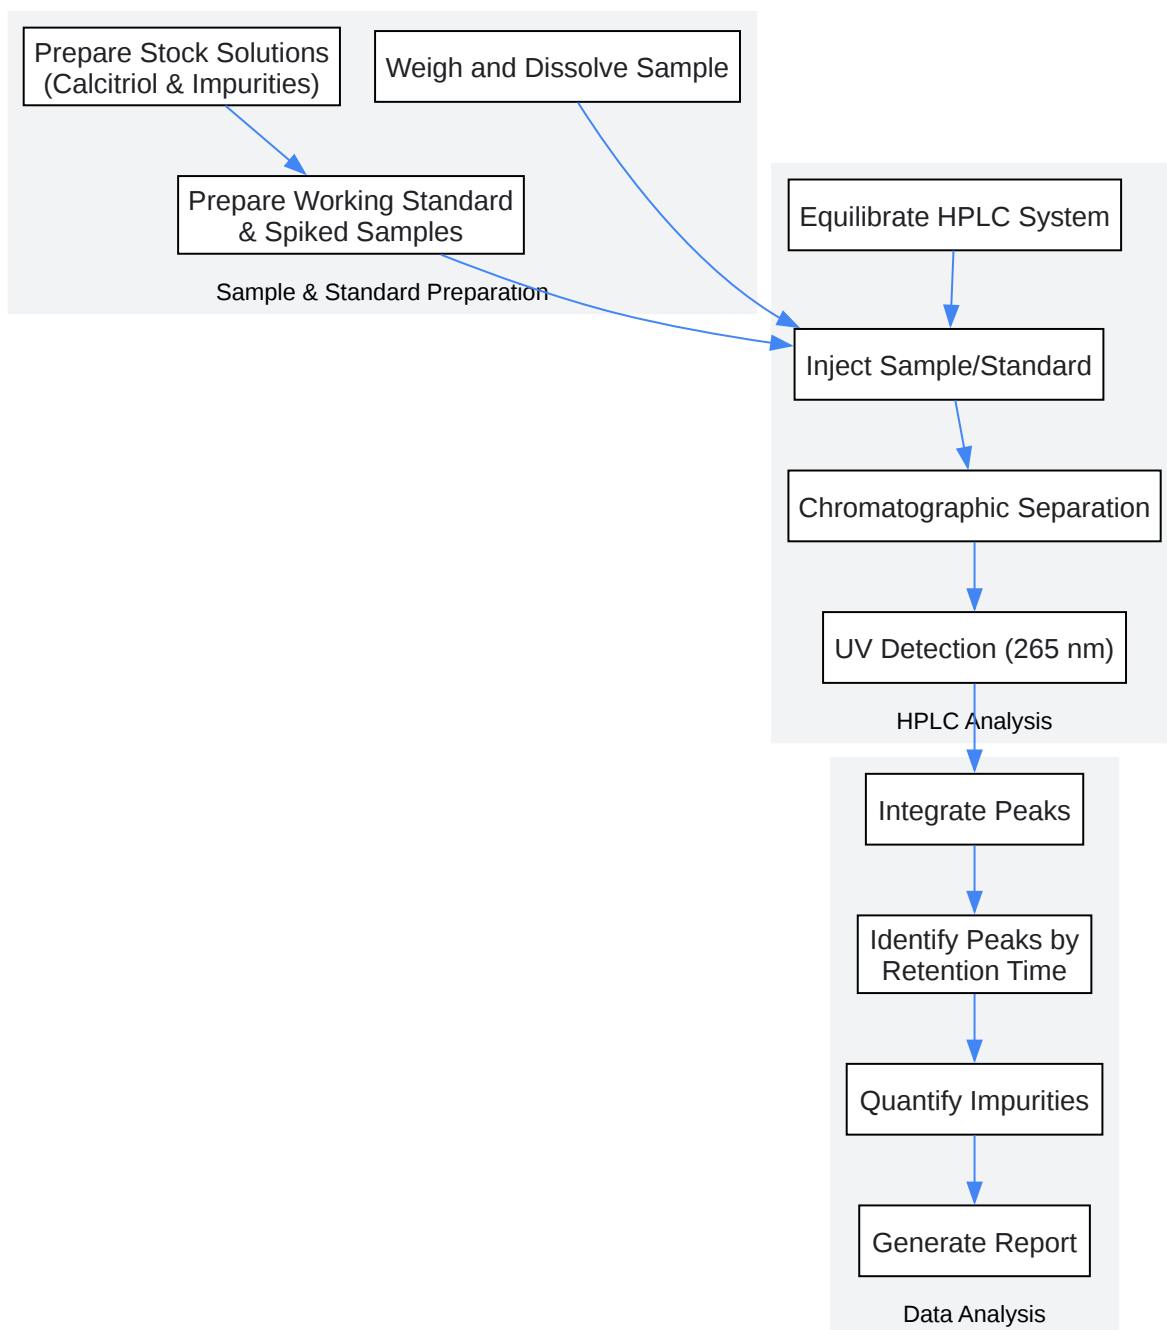 Prepare Stock Solutions
(Calcitriol & Impurities)
Weigh and Dissolve Sample
Prepare Working Standard
& Spiked Samples
Sample & Standard Preparation
Equilibrate HPLC System
Inject Sample/Standard
Chromatographic Separation
UV Detection (265 nm)
HPLC Analysis
Integrate Peaks
Identify Peaks by
Retention Time
Quantify Impurities
Generate Report
Data Analysis